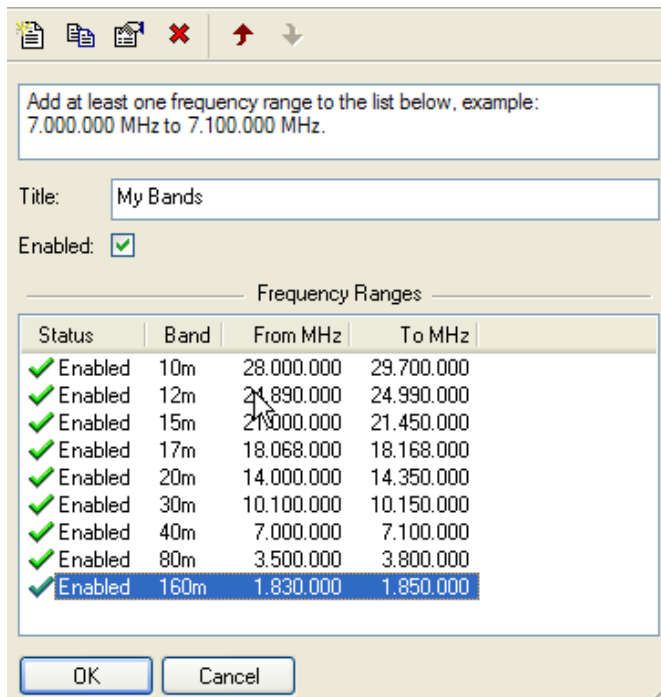 Add at least one frequency range to the list below, example:
7.000.000 MHz to 7.100.000 MHz.
Title: My Bands
Enabled:
Frequency Ranges
Status Band From MHz To MHz
Enabled 10m 28.000.000 29.700.000
Enabled 12m 24.890.000 24.990.000
Enabled 15m 21.000.000 21.450.000
Enabled 17m 18.068.000 18.168.000
Enabled 20m 14.000.000 14.350.000
Enabled 30m 10.100.000 10.150.000
Enabled 40m 7.000.000 7.100.000
Enabled 80m 3.500.000 3.800.000
Enabled 160m 1.830.000 1.850.000
OK Cancel